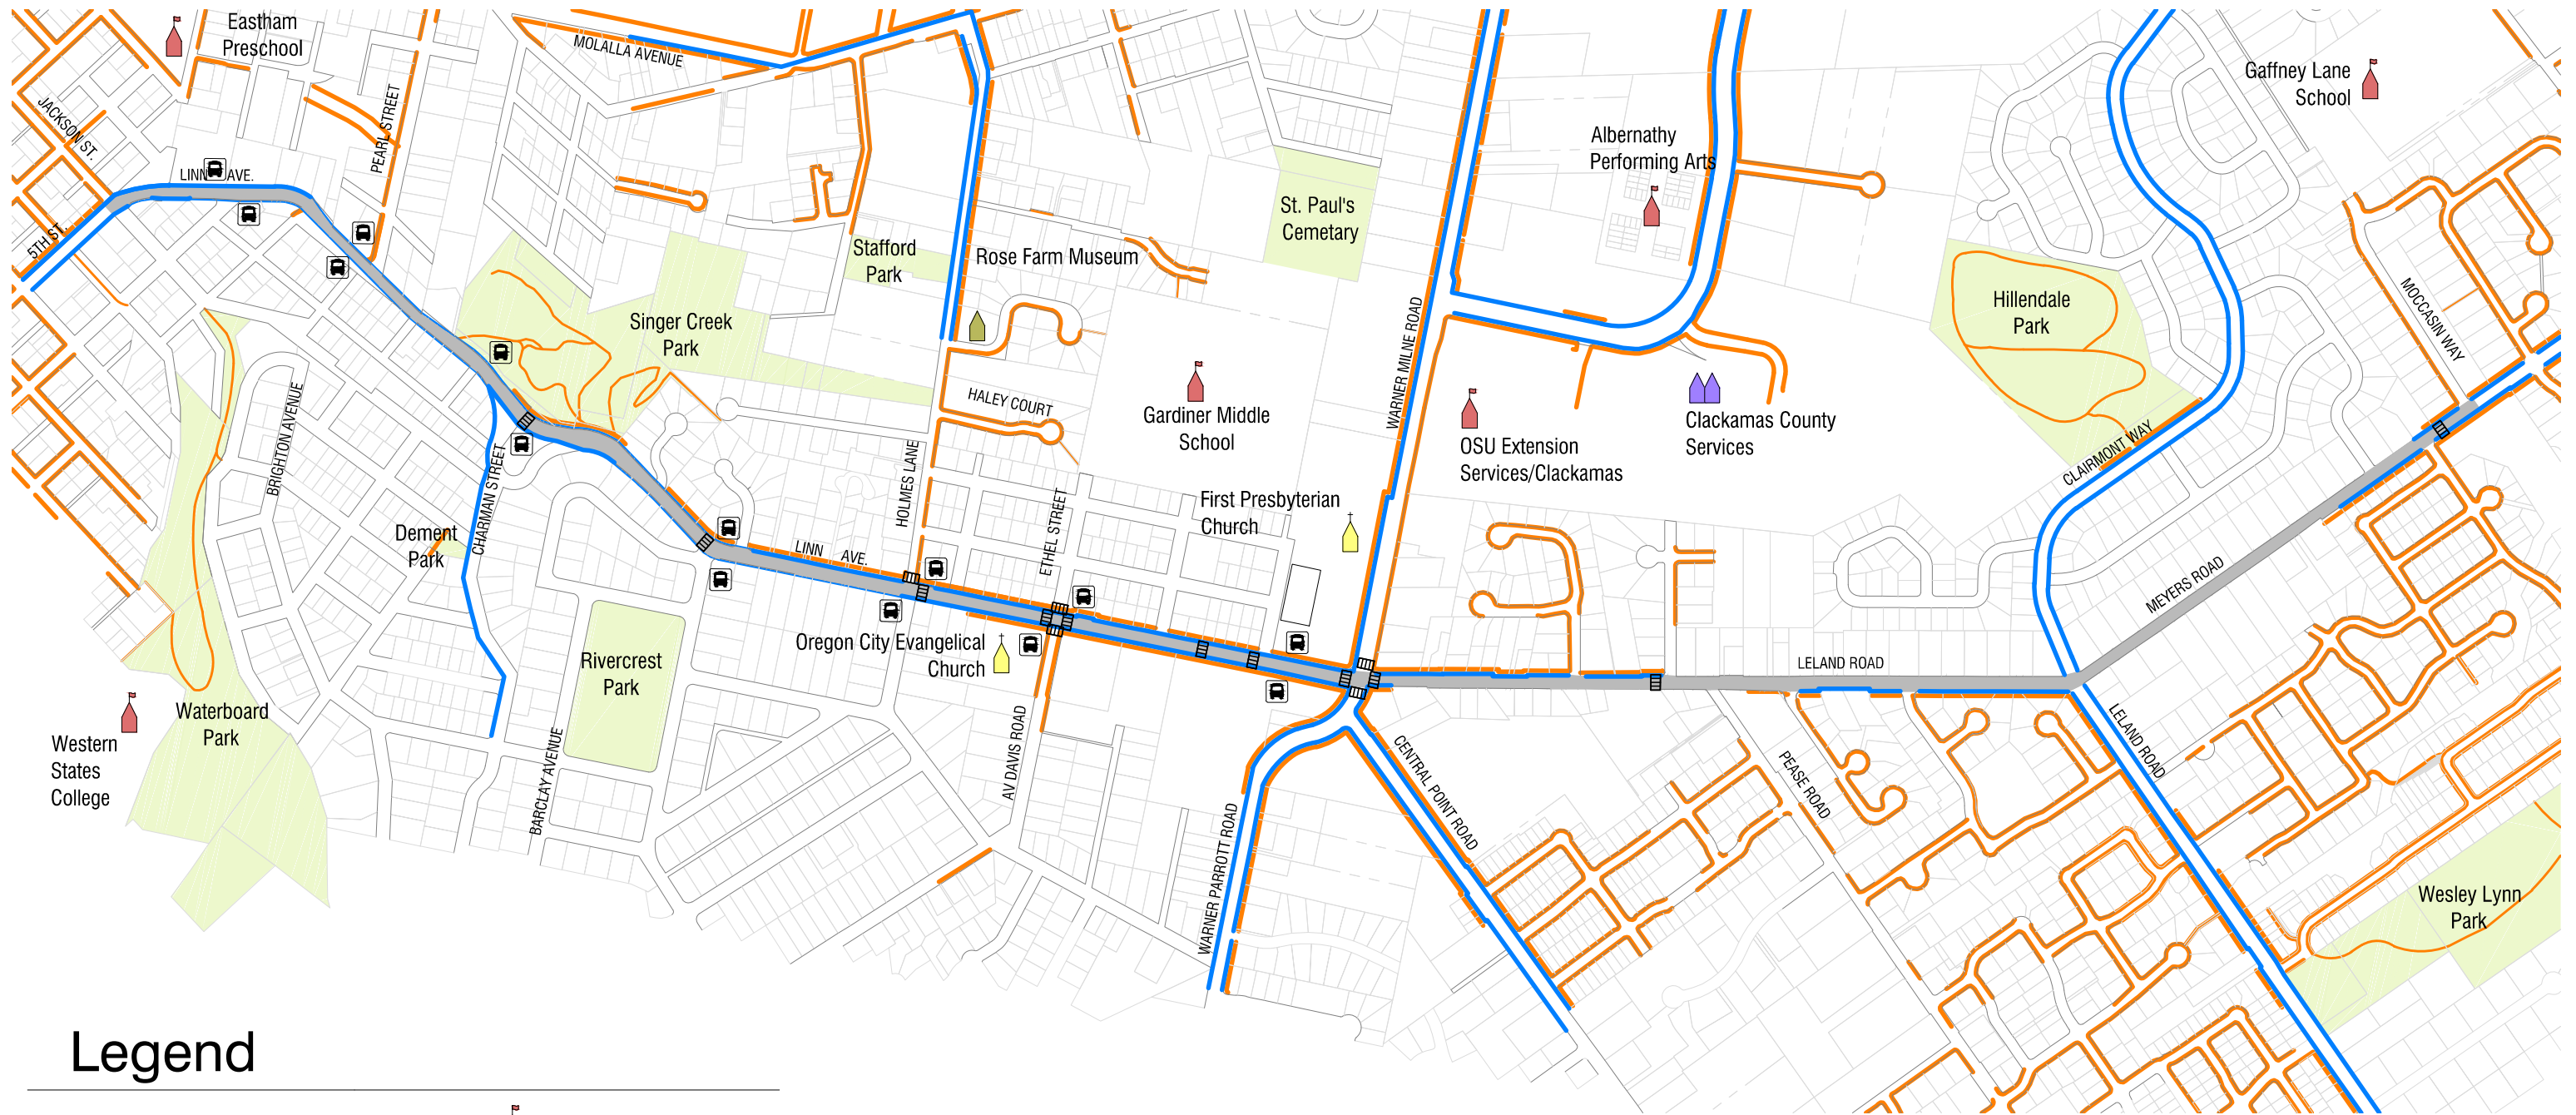 Eastham
Preschool
MOLALLA AVENUE
Gaffney Lane
School
JACKSON ST.
PEARL STREET
Albernathy
Performing Arts
LINN AVE.
5TH ST.
St. Paul's
Cemetary
Stafford
Park
Rose Farm Museum
Singer Creek
Park
Hillendale
Park
MOCCASIN WAY
WARNER MILNE ROAD
BRIGHTON AVENUE
HALEY COURT
Gardiner Middle
School
OSU Extension
Services/Clackamas
Clackamas County
Services
CLAIRMONT WAY
CHARMAN STREET
HOLMES LANE
ETHEL STREET
First Presbyterian
Church
Dement
Park
LINN AVE.
MEYERS ROAD
Oregon City Evangelical
Church
Rivercrest
Park
LELAND ROAD
Waterboard
Park
Western
States
College
BARCLAY AVENUE
AV DAVIS ROAD
WARNER PARROTT ROAD
CENTRAL POINT ROAD
PEASE ROAD
LELAND ROAD
Wesley Lynn
Park
Legend